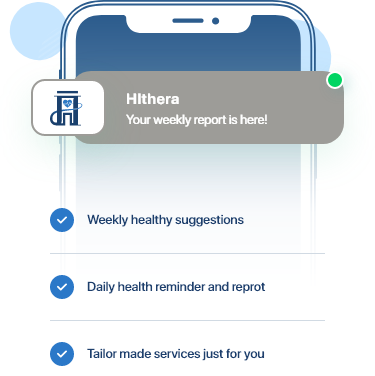 Hlthera
Your weekly report is here!
Weekly healthy suggestions
Daily health reminder and reprot
Tailor made services just for you